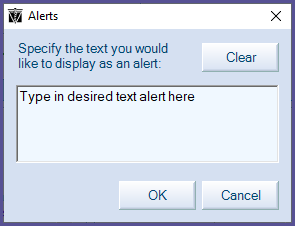 Alerts
Specify the text you would
like to display as an alert:
Clear
Type in desired text alert here
OK
Cancel